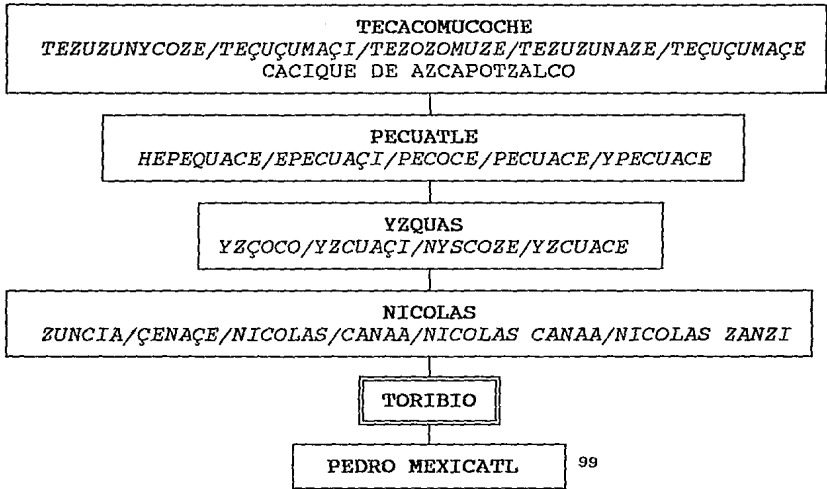 TECACOMUCOCHE
TEZUZUNYCOZE/TEÇUÇUMAÇI/TEZOZOMUZE/TEZUZUNAZE/TEÇUÇUMAÇE
CACIQUE DE AZCAPOTZALCO
PECUATLE
HEPEQUACE/EPECUAÇI/PECOCE/PECUACE/YPECUACE
YZQUAS
YZÇOCO/YZCUAÇI/NYSCOZE/YZCUACE
NICOLAS
ZUNCIA/ÇENAÇE/NICOLAS/CANAA/NICOLAS CANAA/NICOLAS ZANZI
TORIBIO
PEDRO MEXICATL 99